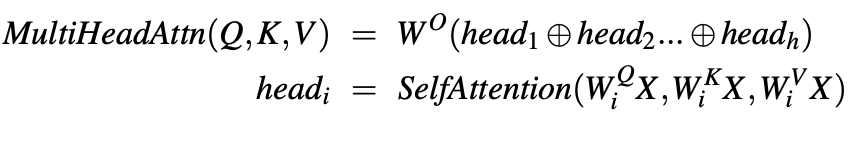 MultiHeadAttn(Q, K, V) = W^O(head_1 ⊕ head_2... ⊕ head_h)
head_i = SelfAttention(W_i^Q X, W_i^K X, W_i^V X)